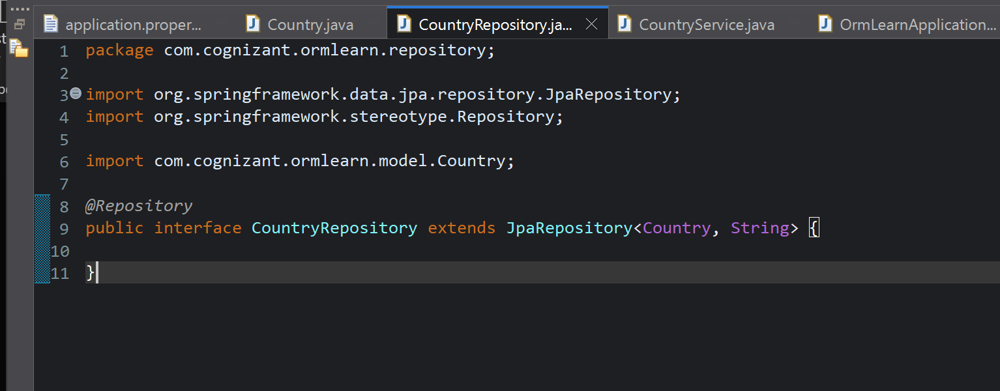 application.proper...
Country.java
CountryRepository.ja...
CountryService.java
OrmLearnApplication...
1 package com.cognizant.ormlearn.repository;
2
3 import org.springframework.data.jpa.repository.JpaRepository;
4 import org.springframework.stereotype.Repository;
5
6 import com.cognizant.ormlearn.model.Country;
7
8 @Repository
9 public interface CountryRepository extends JpaRepository<Country, String> {
10
11 }